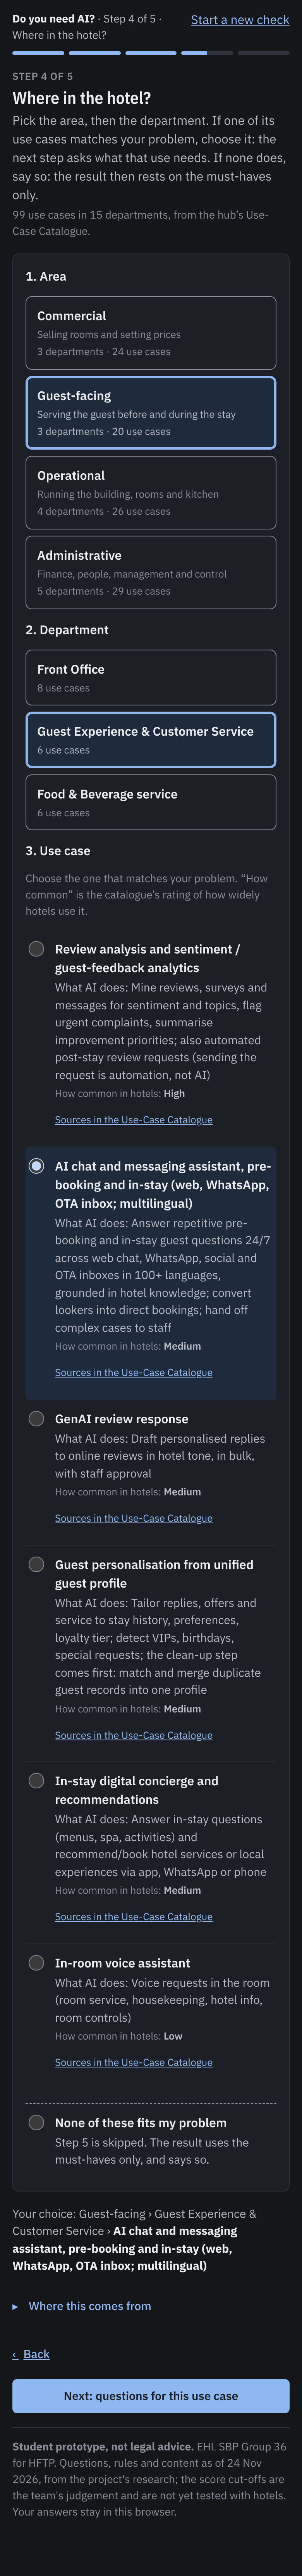 Do you need AI? · Step 4 of 5 ·
Where in the hotel?
Start a new check
STEP 4 OF 5
Where in the hotel?
Pick the area, then the department. If one of its
use cases matches your problem, choose it: the
next step asks what that use needs. If none does,
say so: the result then rests on the must-haves
only.
99 use cases in 15 departments, from the hub's Use-
Case Catalogue.
1. Area
Commercial
Selling rooms and setting prices
3 departments · 24 use cases
Guest-facing
Serving the guest before and during the stay
3 departments · 20 use cases
Operational
Running the building, rooms and kitchen
4 departments · 26 use cases
Administrative
Finance, people, management and control
5 departments · 29 use cases
2. Department
Front Office
8 use cases
Guest Experience & Customer Service
6 use cases
Food & Beverage service
6 use cases
3. Use case
Choose the one that matches your problem. “How
common” is the catalogue's rating of how widely
hotels use it.
Review analysis and sentiment /
guest-feedback analytics
What AI does: Mine reviews, surveys and
messages for sentiment and topics, flag
urgent complaints, summarise
improvement priorities; also automated
post-stay review requests (sending the
request is automation, not AI)
How common in hotels: High
Sources in the Use-Case Catalogue
AI chat and messaging assistant, pre-
booking and in-stay (web, WhatsApp,
OTA inbox; multilingual)
What AI does: Answer repetitive pre-
booking and in-stay guest questions 24/7
across web chat, WhatsApp, social and
OTA inboxes in 100+ languages,
grounded in hotel knowledge; convert
lookers into direct bookings; hand off
complex cases to staff
How common in hotels: Medium
Sources in the Use-Case Catalogue
GenAI review response
What AI does: Draft personalised replies
to online reviews in hotel tone, in bulk,
with staff approval
How common in hotels: Medium
Sources in the Use-Case Catalogue
Guest personalisation from unified
guest profile
What AI does: Tailor replies, offers and
service to stay history, preferences,
loyalty tier; detect VIPs, birthdays,
special requests; the clean-up step
comes first: match and merge duplicate
guest records into one profile
How common in hotels: Medium
Sources in the Use-Case Catalogue
In-stay digital concierge and
recommendations
What AI does: Answer in-stay questions
(menus, spa, activities) and
recommend/book hotel services or local
experiences via app, WhatsApp or phone
How common in hotels: Medium
Sources in the Use-Case Catalogue
In-room voice assistant
What AI does: Voice requests in the room
(room service, housekeeping, hotel info,
room controls)
How common in hotels: Low
Sources in the Use-Case Catalogue
None of these fits my problem
Step 5 is skipped. The result uses the
must-haves only, and says so.
Your choice: Guest-facing › Guest Experience &
Customer Service › AI chat and messaging
assistant, pre-booking and in-stay (web,
WhatsApp, OTA inbox; multilingual)
▸ Where this comes from
‹ Back
Next: questions for this use case
Student prototype, not legal advice. EHL SBP Group 36
for HFTP. Questions, rules and content as of 24 Nov
2026, from the project's research; the score cut-offs are
the team's judgement and are not yet tested with hotels.
Your answers stay in this browser.